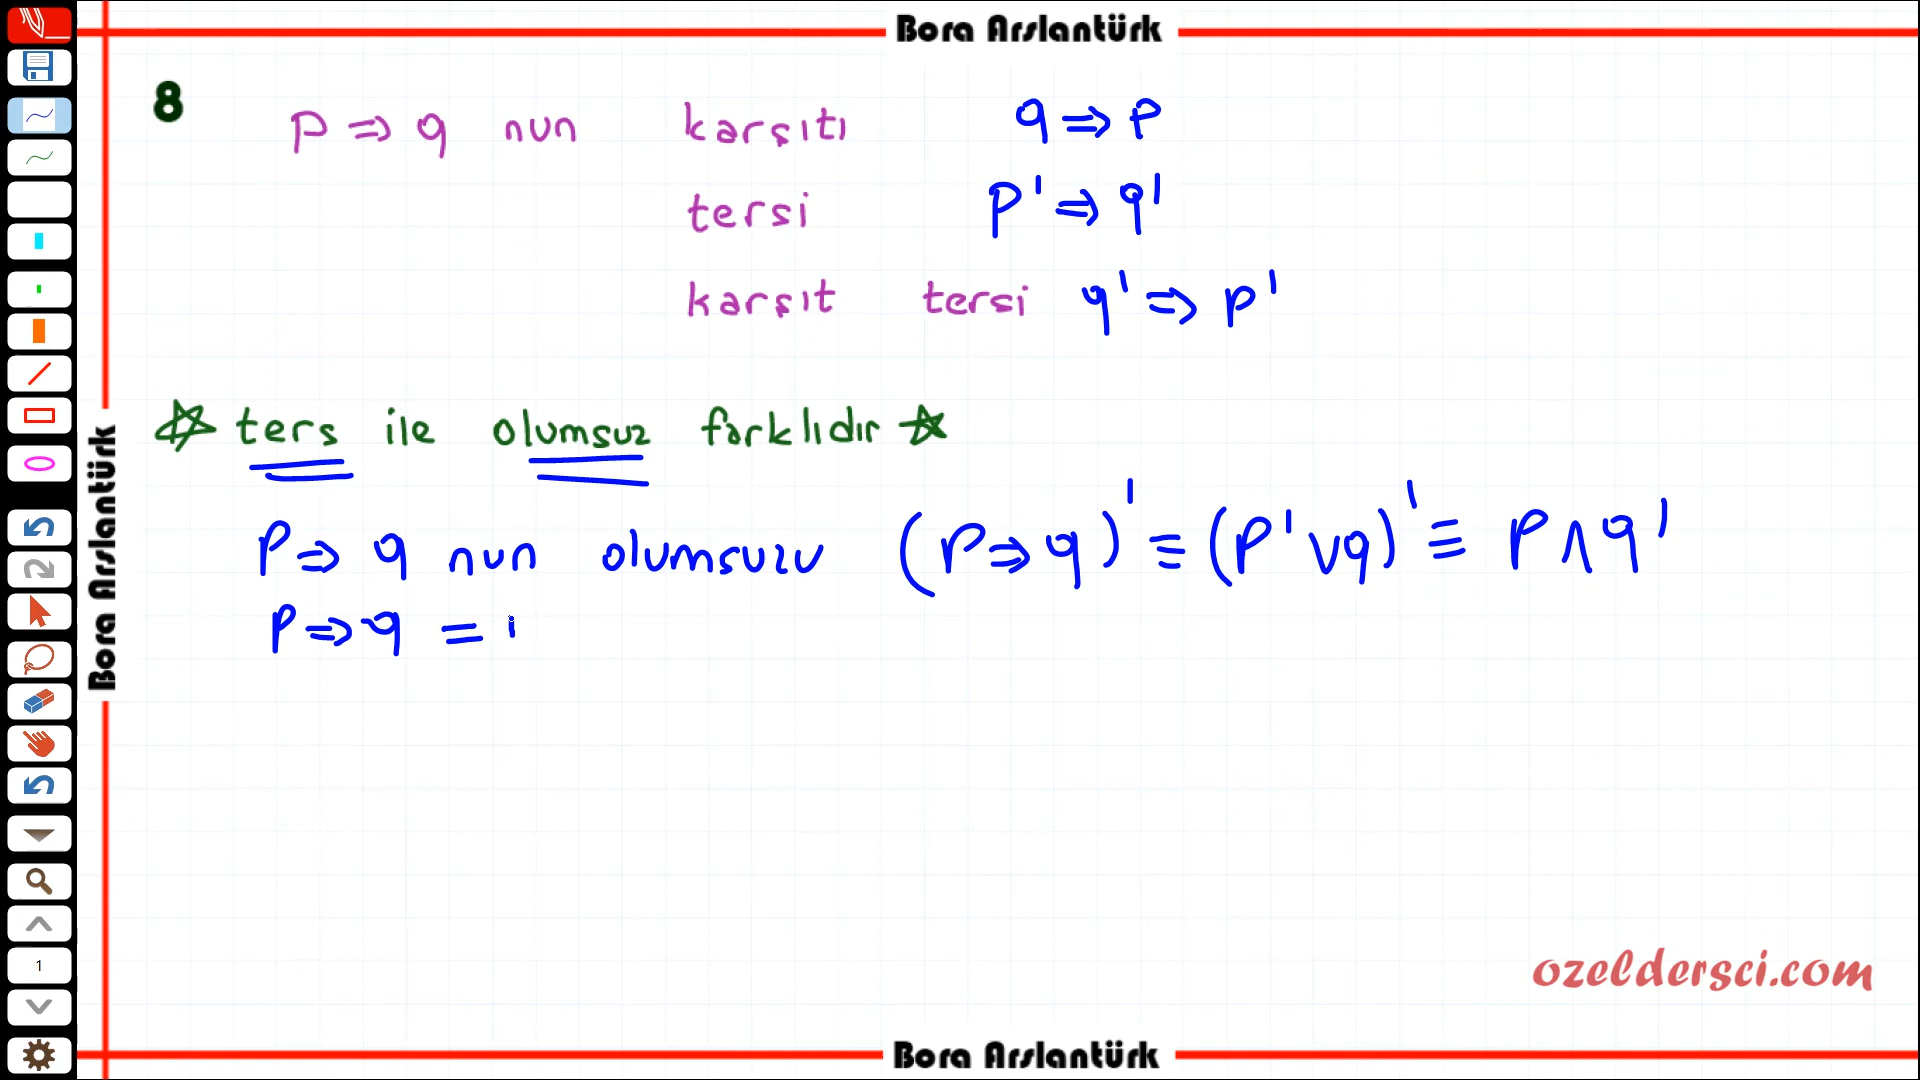 Bora Arslantürk
8
p ⇒ q nun karşıtı q ⇒ p
tersi p' ⇒ q'
karşıt tersi q' ⇒ p'
☆ ters ile olumsuz farklıdır ☆
p ⇒ q nun olumsuzu (p ⇒ q)' ≡ (p' ∨ q)' ≡ p ∧ q'
p ⇒ q =
Bora Arslantürk
1
ozeldersci.com
Bora Arslantürk